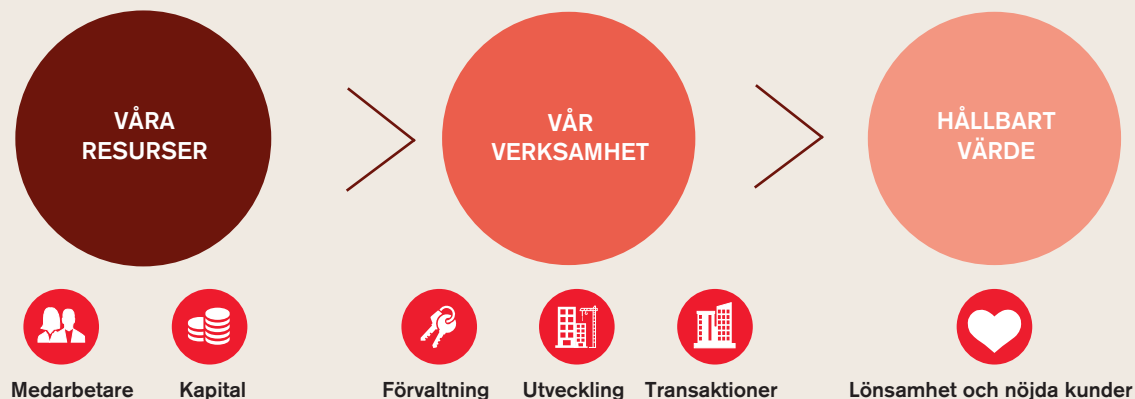 VÅRA
RESURSER
VÅR
VERKSAMHET
HÅLLBART
VÄRDE
Medarbetare
Kapital
Förvaltning
Utveckling
Transaktioner
Lönsamhet och nöjda kunder